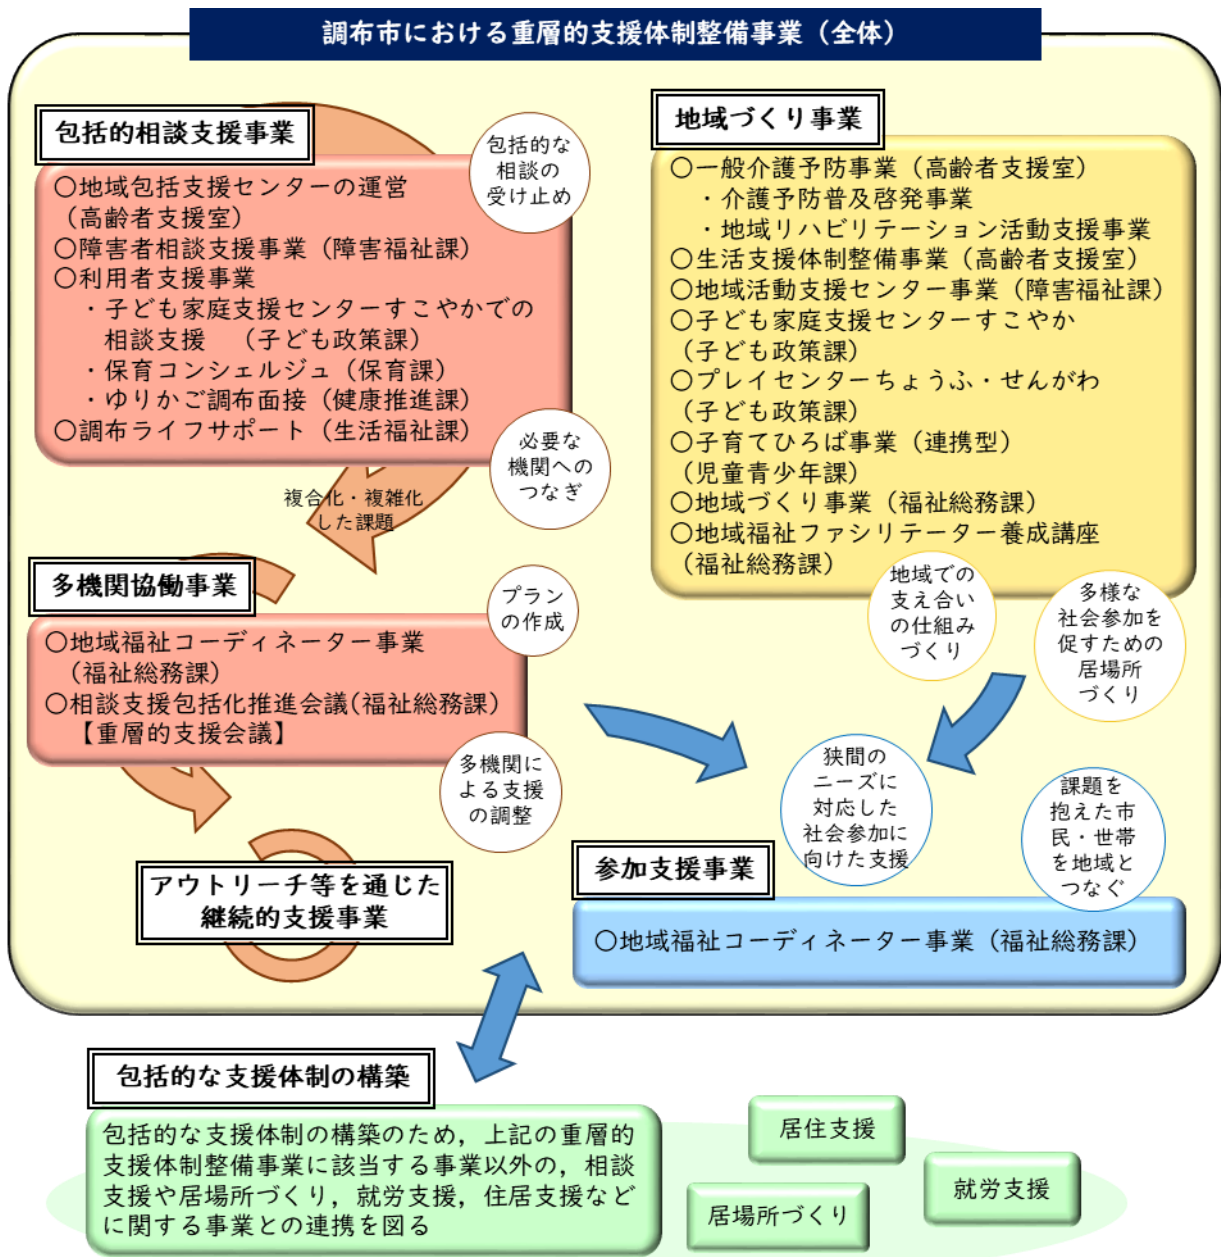 調布市における重層的支援体制整備事業（全体）
包括的相談支援事業
包括的な
相談の
受け止め
〇地域包括支援センターの運営
（高齢者支援室）
〇障害者相談支援事業（障害福祉課）
〇利用者支援事業
・子ども家庭支援センターすこやかでの
相談支援　（子ども政策課）
・保育コンシェルジュ（保育課）
・ゆりかご調布面接（健康推進課）
〇調布ライフサポート（生活福祉課）
必要な
機関への
つなぎ
複合化・複雑化
した課題
多機関協働事業
プラン
の作成
〇地域福祉コーディネーター事業
（福祉総務課）
〇相談支援包括化推進会議(福祉総務課)
【重層的支援会議】
多機関に
よる支援
の調整
アウトリーチ等を通じた
継続的支援事業
地域づくり事業
〇一般介護予防事業（高齢者支援室）
・介護予防普及啓発事業
・地域リハビリテーション活動支援事業
〇生活支援体制整備事業（高齢者支援室）
〇地域活動支援センター事業（障害福祉課）
〇子ども家庭支援センターすこやか
（子ども政策課）
〇プレイセンターちょうふ・せんがわ
（子ども政策課）
〇子育てひろば事業（連携型）
（児童青少年課）
〇地域づくり事業（福祉総務課）
〇地域福祉ファシリテーター養成講座
（福祉総務課）
地域での
支え合い
の仕組み
づくり
多様な
社会参加を
促すための
居場所
づくり
狭間の
ニーズに
対応した
社会参加に
向けた支援
課題を
抱えた市
民・世帯
を地域と
つなぐ
参加支援事業
〇地域福祉コーディネーター事業（福祉総務課）
包括的な支援体制の構築
包括的な支援体制の構築のため，上記の重層的
支援体制整備事業に該当する事業以外の，相談
支援や居場所づくり，就労支援，住居支援など
に関する事業との連携を図る
居住支援
就労支援
居場所づくり